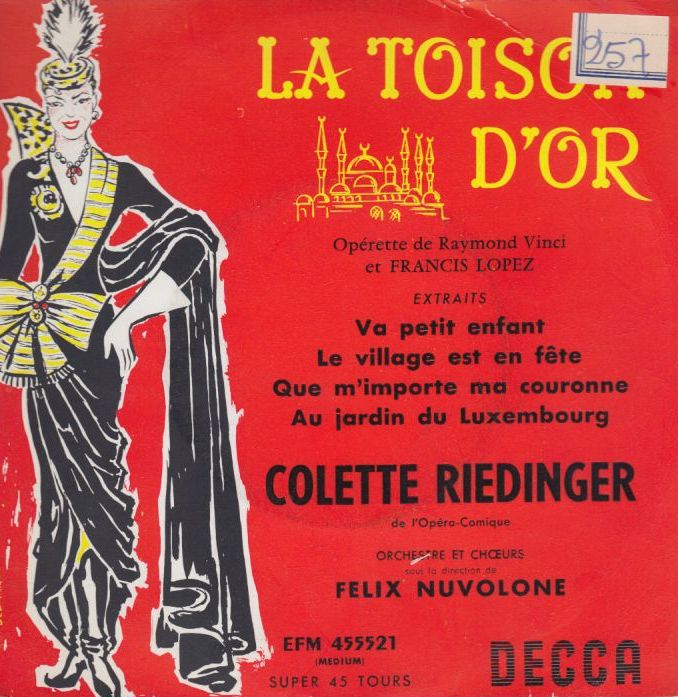 257
LA TOISON
D'OR
Opérette de Raymond Vinci
et FRANCIS LOPEZ
EXTRAITS
Va petit enfant
Le village est en fête
Que m'importe ma couronne
Au jardin du Luxembourg
COLETTE RIEDINGER
de l'Opéra-Comique
ORCHESTRE ET CHŒURS
sous la direction de
FELIX NUVOLONE
EFM 455521
(MEDIUM)
SUPER 45 TOURS
DECCA